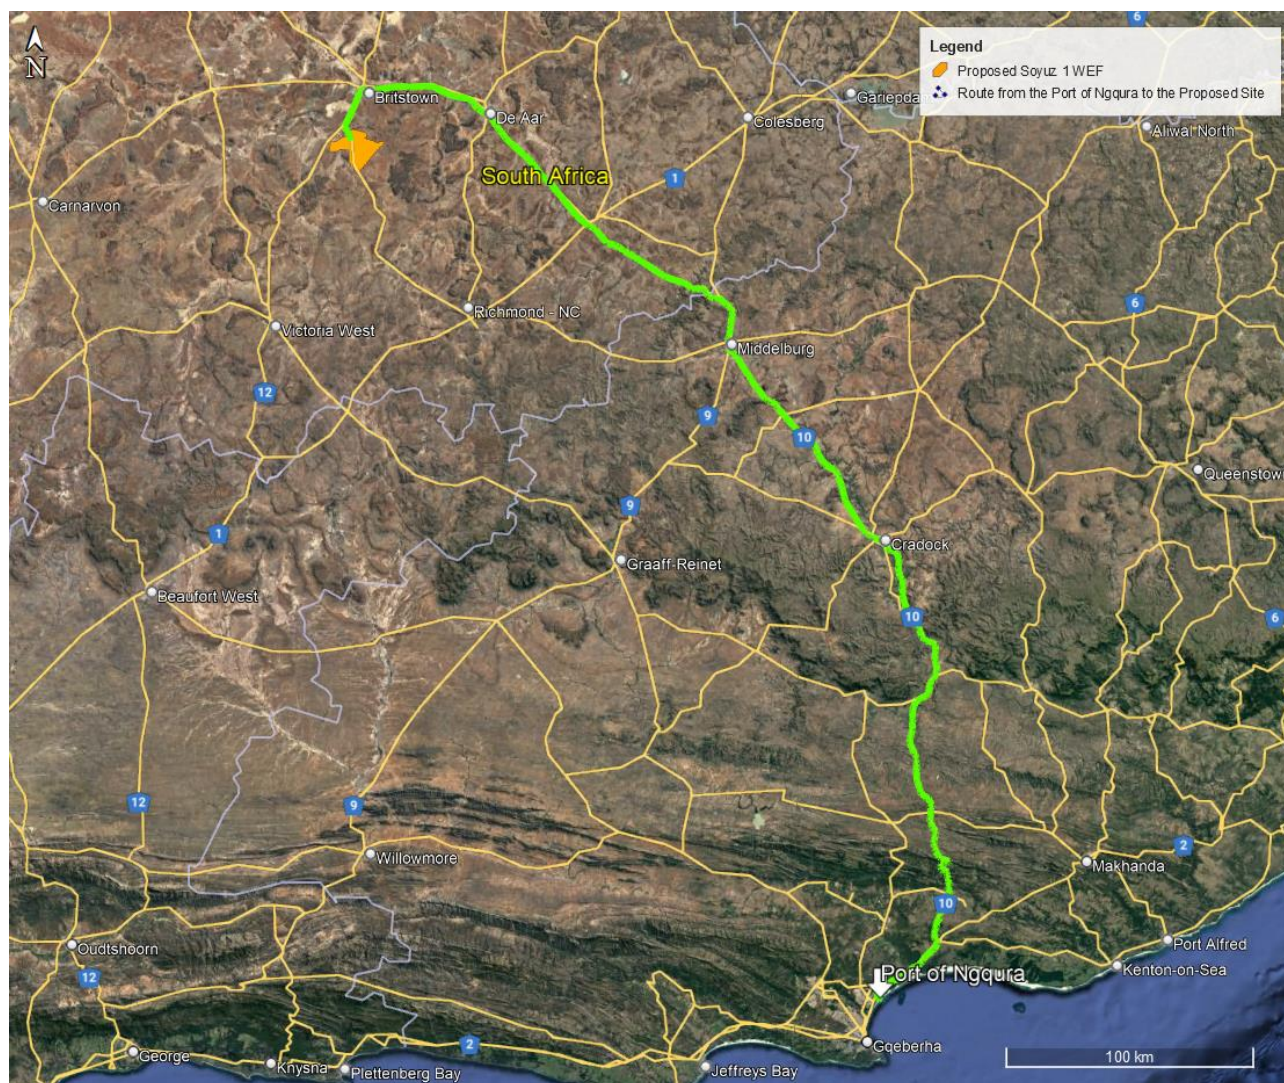 N
Legend
Proposed Soyuz 1 WEF
Route from the Port of Ngqura to the Proposed Site
6
Britstown
De Aar
Colesberg
Gariepda
Aliwal North
South Africa
1
Carnarvon
Richmond - NC
6
Victoria West
Middelburg
12
9
10
Queenstow
9
1
Cradock
Graaff-Reinet
Beaufort West
10
6
12
9
2
Willowmore
Makhanda
10
Oudtshoorn
Port Alfred
Port of Ngqura
Kenton-on-Sea
12
2
Gqeberha
George
Knysna
Plettenberg Bay
Jeffreys Bay
100 km